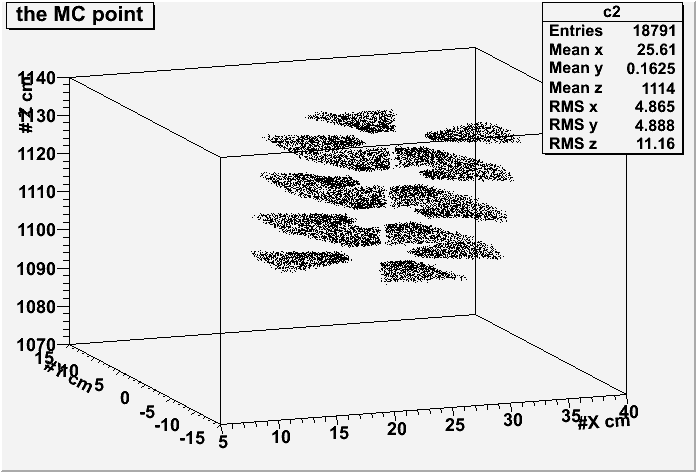 the MC point
c2
Entries 18791
Mean x 25.61
Mean y 0.1625
Mean z 1114
RMS x 4.865
RMS y 4.888
RMS z 11.16
#Z cm
1140
1130
1120
1110
1100
1090
1080
1070
15
10
5
0
-5
-10
-15
#Y cm
5
10
15
20
25
30
35
40
#X cm